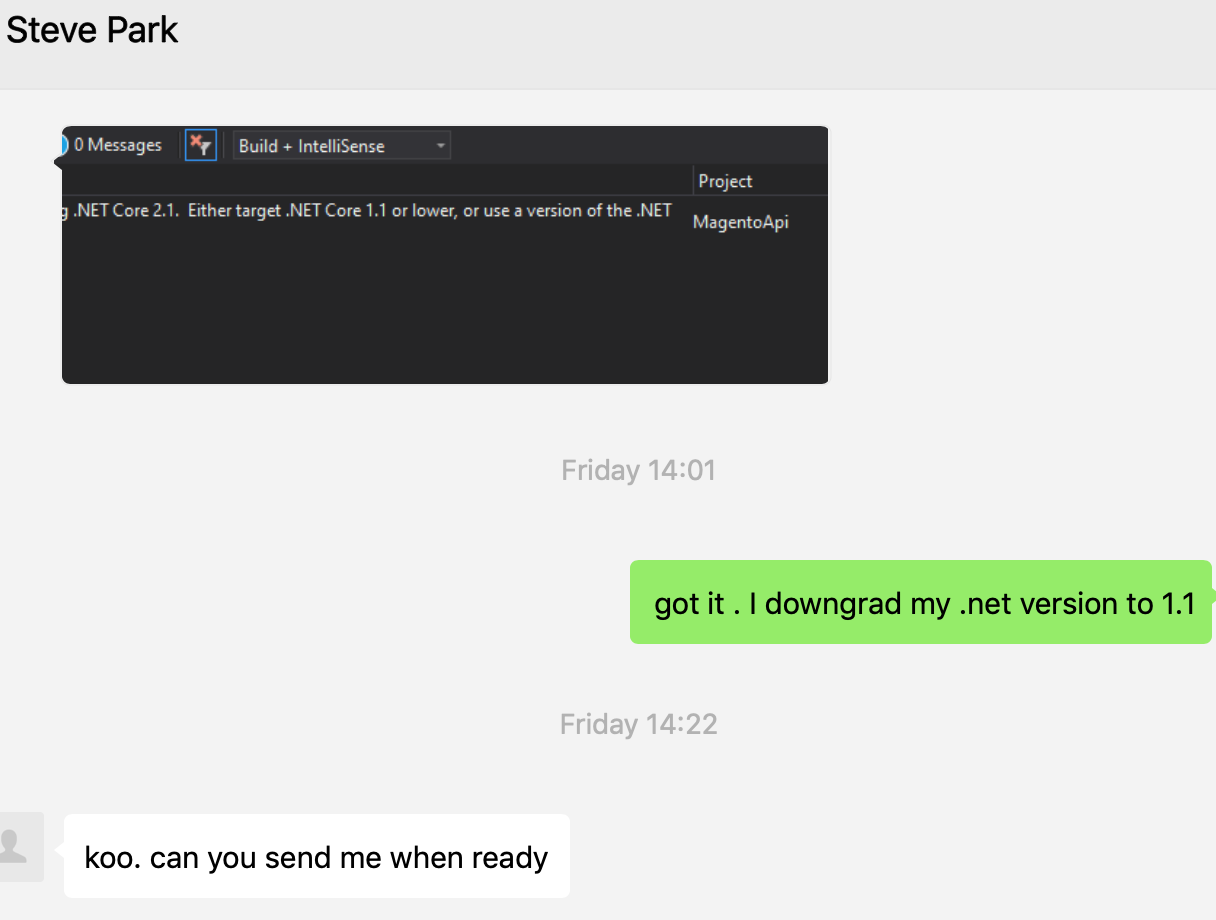 Steve Park
0 Messages
Build + IntelliSense
Project
.NET Core 2.1. Either target .NET Core 1.1 or lower, or use a version of the .NET
MagentoApi
Friday 14:01
got it . I downgrad my .net version to 1.1
Friday 14:22
koo. can you send me when ready